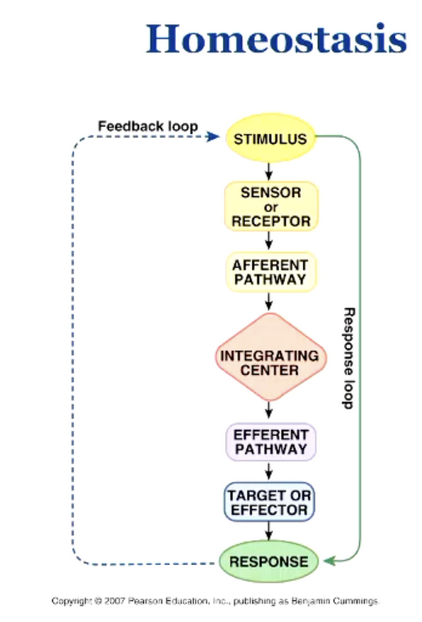 Homeostasis
Feedback loop
STIMULUS
SENSOR
or
RECEPTOR
AFFERENT
PATHWAY
INTEGRATING
CENTER
Response loop
EFFERENT
PATHWAY
TARGET OR
EFFECTOR
RESPONSE
Copyright © 2007 Pearson Education, Inc., publishing as Benjamin Cummings.